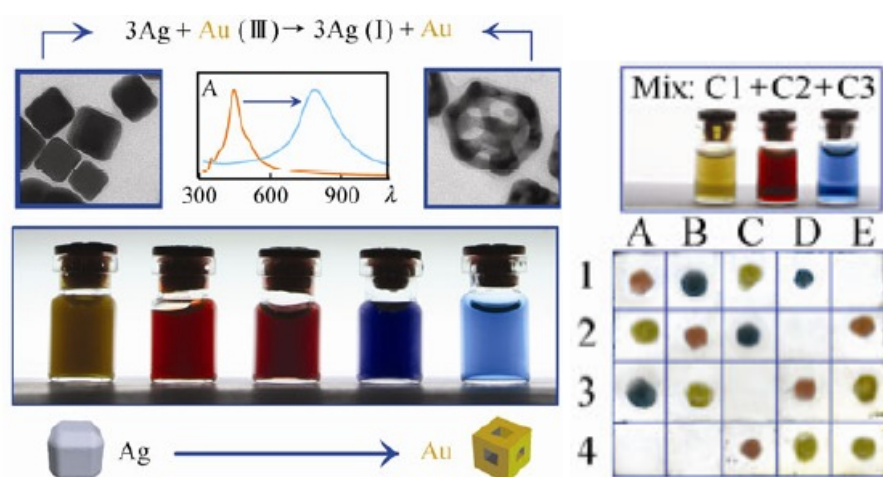 3Ag + Au (Ⅲ) → 3Ag (Ⅰ) + Au
A
300 600 900 λ
Ag
Au
Mix: C1+C2+C3
A B C D E
1
2
3
4